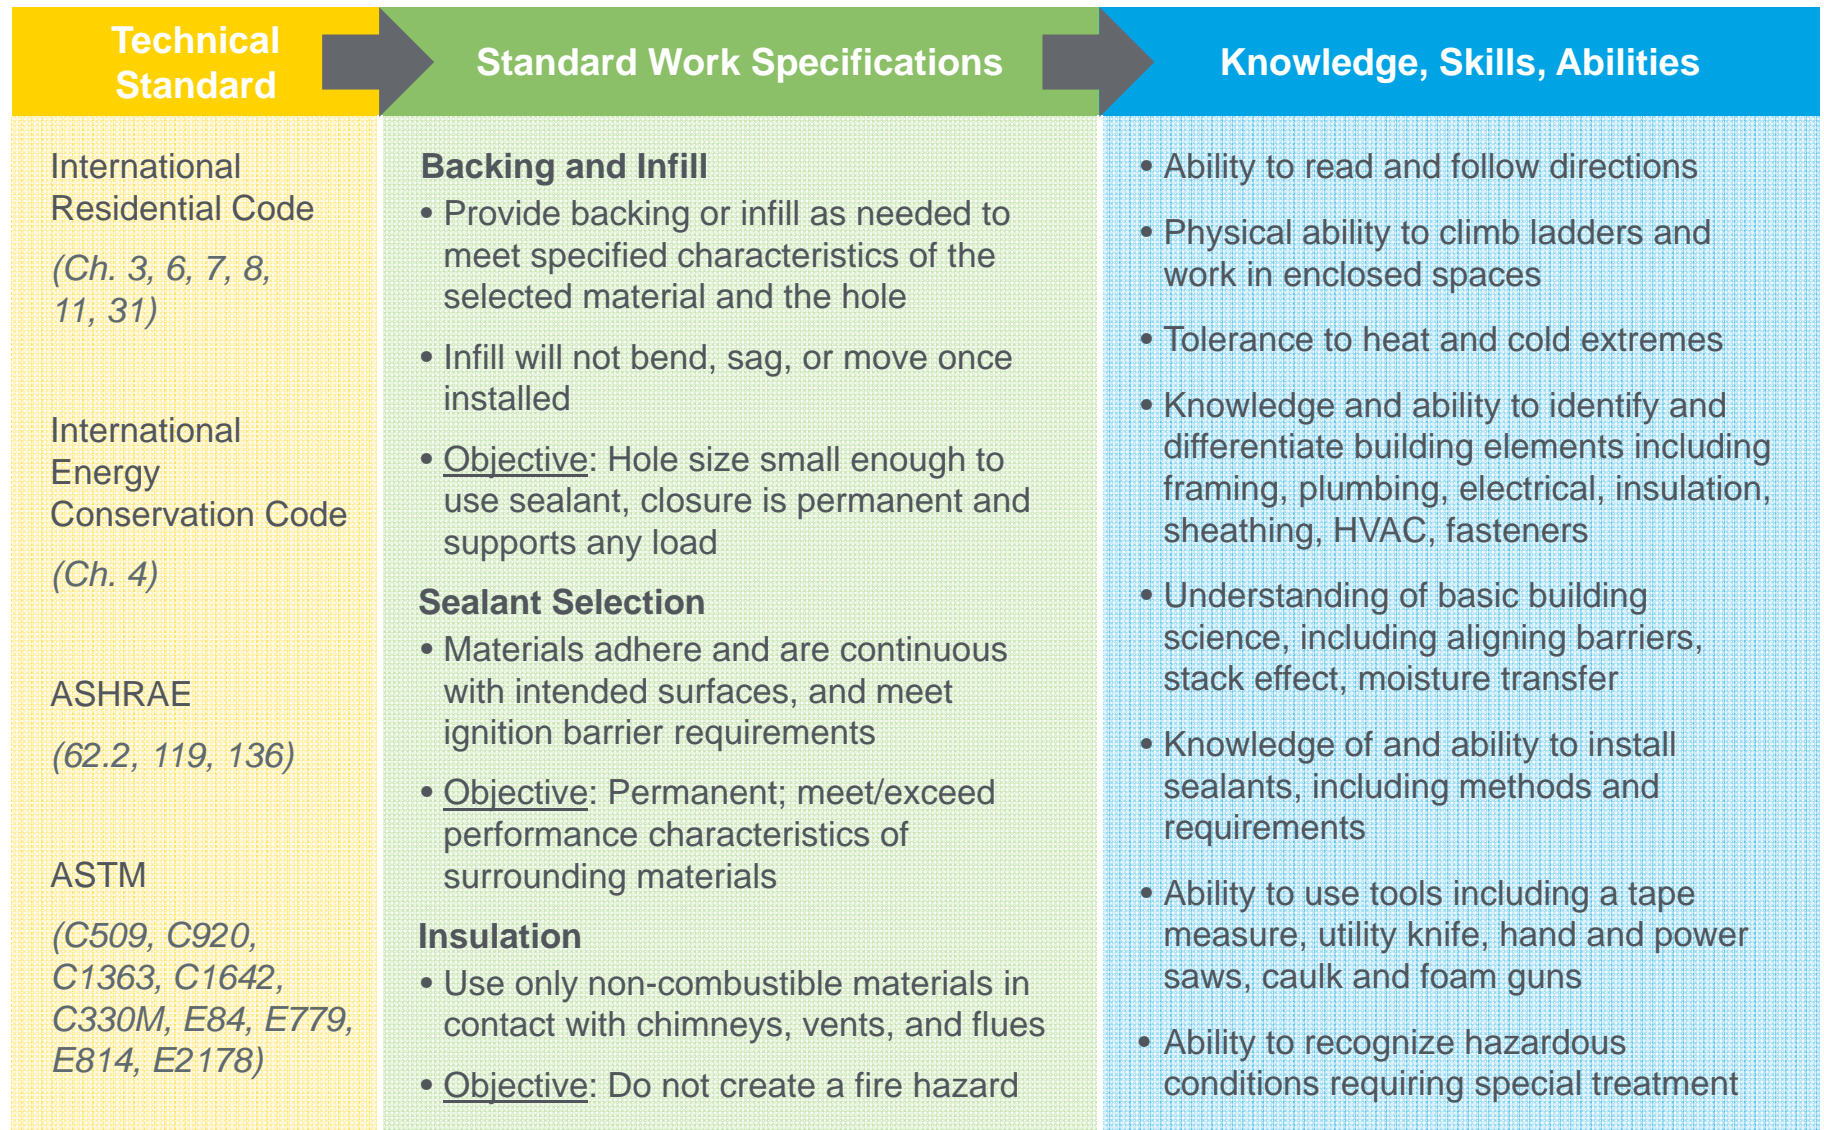 Technical
Standard
Standard Work Specifications
Knowledge, Skills, Abilities
International
Residential Code
(Ch. 3, 6, 7, 8,
11, 31)
International
Energy
Conservation Code
(Ch. 4)
ASHRAE
(62.2, 119, 136)
ASTM
(C509, C920,
C1363, C1642,
C330M, E84, E779,
E814, E2178)
Backing and Infill
• Provide backing or infill as needed to
meet specified characteristics of the
selected material and the hole
• Infill will not bend, sag, or move once
installed
• Objective: Hole size small enough to
use sealant, closure is permanent and
supports any load
Sealant Selection
• Materials adhere and are continuous
with intended surfaces, and meet
ignition barrier requirements
• Objective: Permanent; meet/exceed
performance characteristics of
surrounding materials
Insulation
• Use only non-combustible materials in
contact with chimneys, vents, and flues
• Objective: Do not create a fire hazard
• Ability to read and follow directions
• Physical ability to climb ladders and
work in enclosed spaces
• Tolerance to heat and cold extremes
• Knowledge and ability to identify and
differentiate building elements including
framing, plumbing, electrical, insulation,
sheathing, HVAC, fasteners
• Understanding of basic building
science, including aligning barriers,
stack effect, moisture transfer
• Knowledge of and ability to install
sealants, including methods and
requirements
• Ability to use tools including a tape
measure, utility knife, hand and power
saws, caulk and foam guns
• Ability to recognize hazardous
conditions requiring special treatment